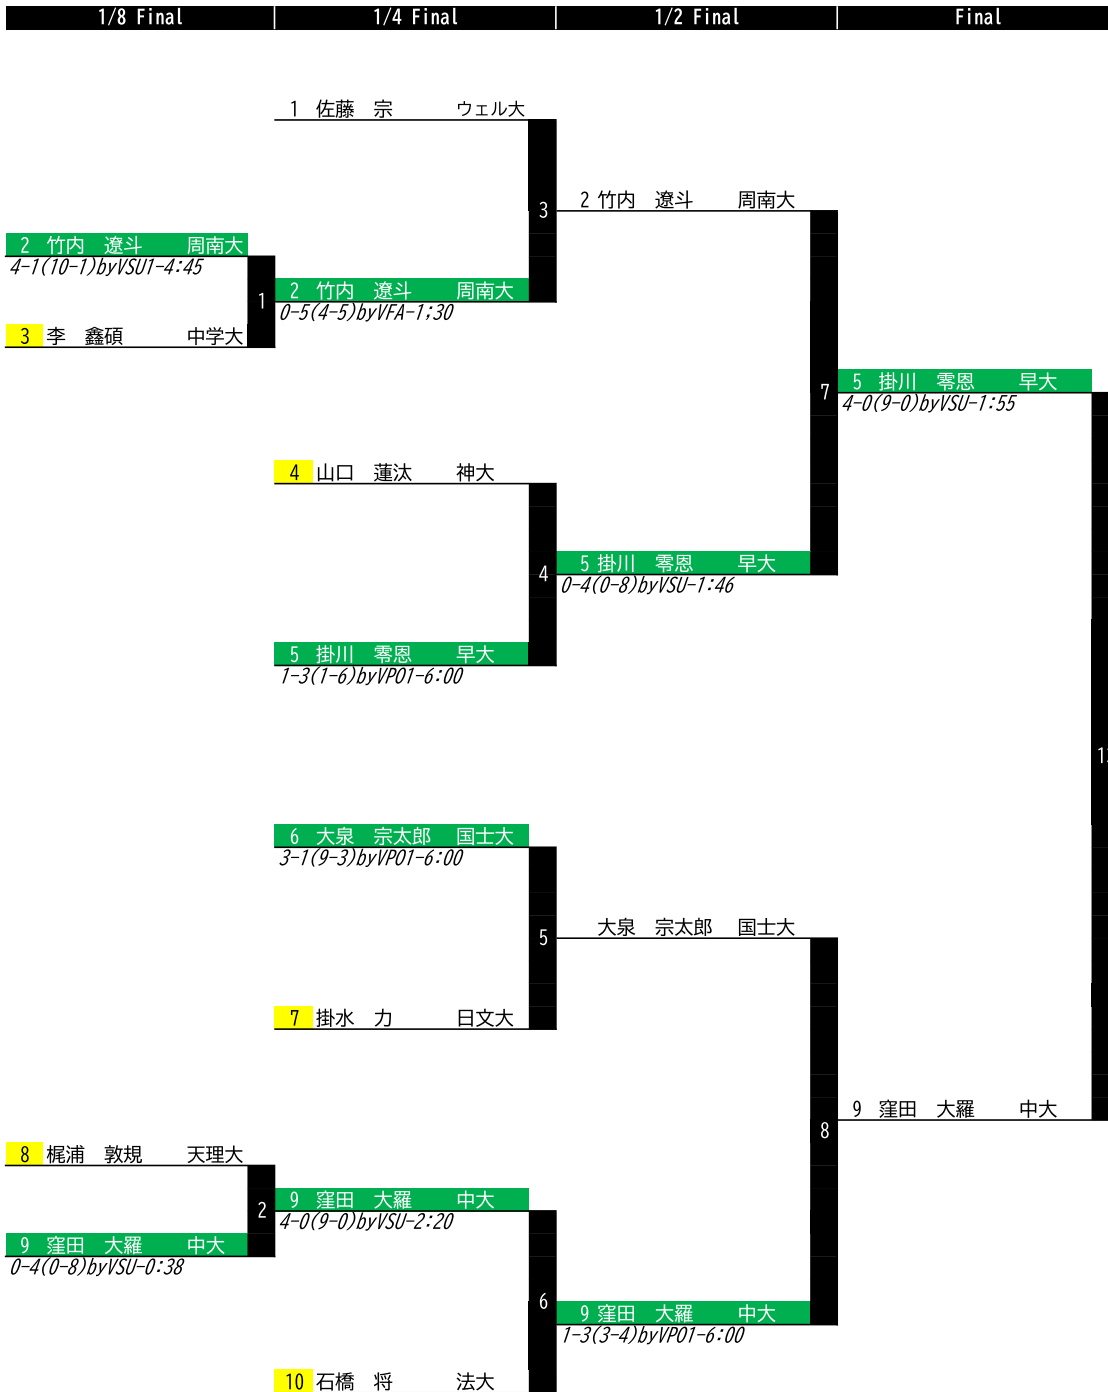 1/8 Final 1/4 Final 1/2 Final Final
1 佐藤 宗 ウェル大
3
2 竹内 遼斗 周南大
2 竹内 遼斗 周南大
4-1(10-1)byVSU1-4:45
1
2 竹内 遼斗 周南大
0-5(4-5)byVFA-1;30
3 李 鑫碩 中学大
7
5 掛川 零恩 早大
4-0(9-0)byVSU-1:55
4 山口 蓮汰 神大
4
5 掛川 零恩 早大
0-4(0-8)byVSU-1:46
5 掛川 零恩 早大
1-3(1-6)byVPO1-6:00
6 大泉 宗太郎 国士大
3-1(9-3)byVPO1-6:00
5
大泉 宗太郎 国士大
7 掛水 力 日文大
9 窪田 大羅 中大
8
8 梶浦 敦規 天理大
2
9 窪田 大羅 中大
4-0(9-0)byVSU-2:20
9 窪田 大羅 中大
0-4(0-8)byVSU-0:38
6
9 窪田 大羅 中大
1-3(3-4)byVPO1-6:00
10 石橋 将 法大